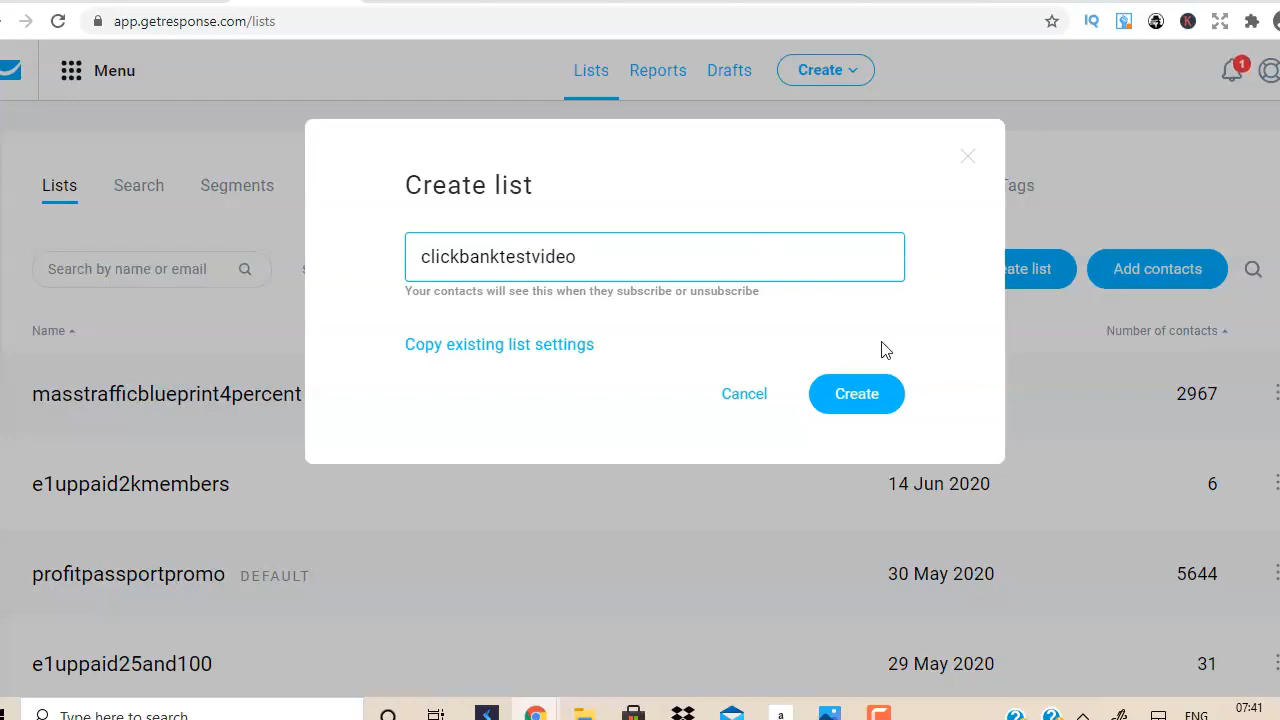 app.getresponse.com/lists
IQ
K
Menu
Lists
Reports
Drafts
Create
1
Create list
Lists
Search
Segments
Tags
clickbanktestvideo
Search by name or email
eate list
Add contacts
Your contacts will see this when they subscribe or unsubscribe
Name
Number of contacts
Copy existing list settings
masstrafficblueprint4percent
2967
Cancel
Create
e1uppaid2kmembers
14 Jun 2020
6
profitpassportpromo DEFAULT
30 May 2020
5644
e1uppaid25and100
29 May 2020
31
Type here to search
a
ENG
07:41